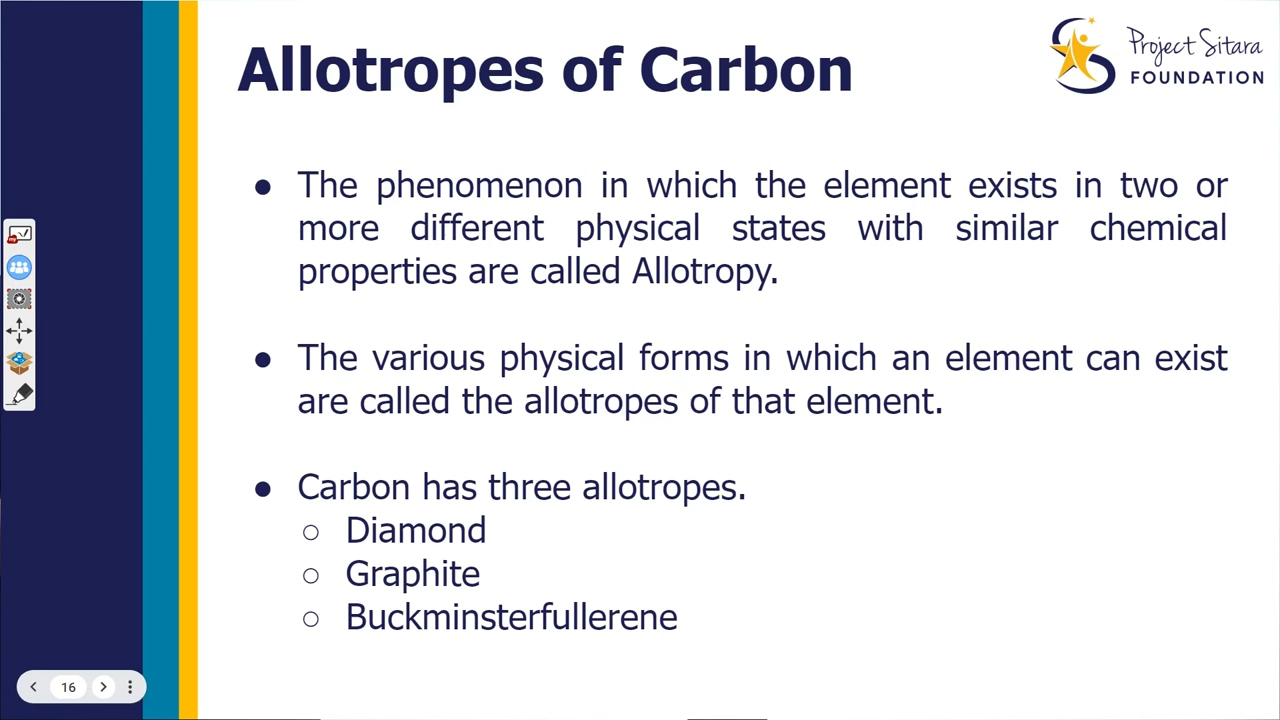 Allotropes of Carbon
Project Sitara
FOUNDATION
● The phenomenon in which the element exists in two or
more different physical states with similar chemical
properties are called Allotropy.
● The various physical forms in which an element can exist
are called the allotropes of that element.
● Carbon has three allotropes.
○ Diamond
○ Graphite
○ Buckminsterfullerene
16